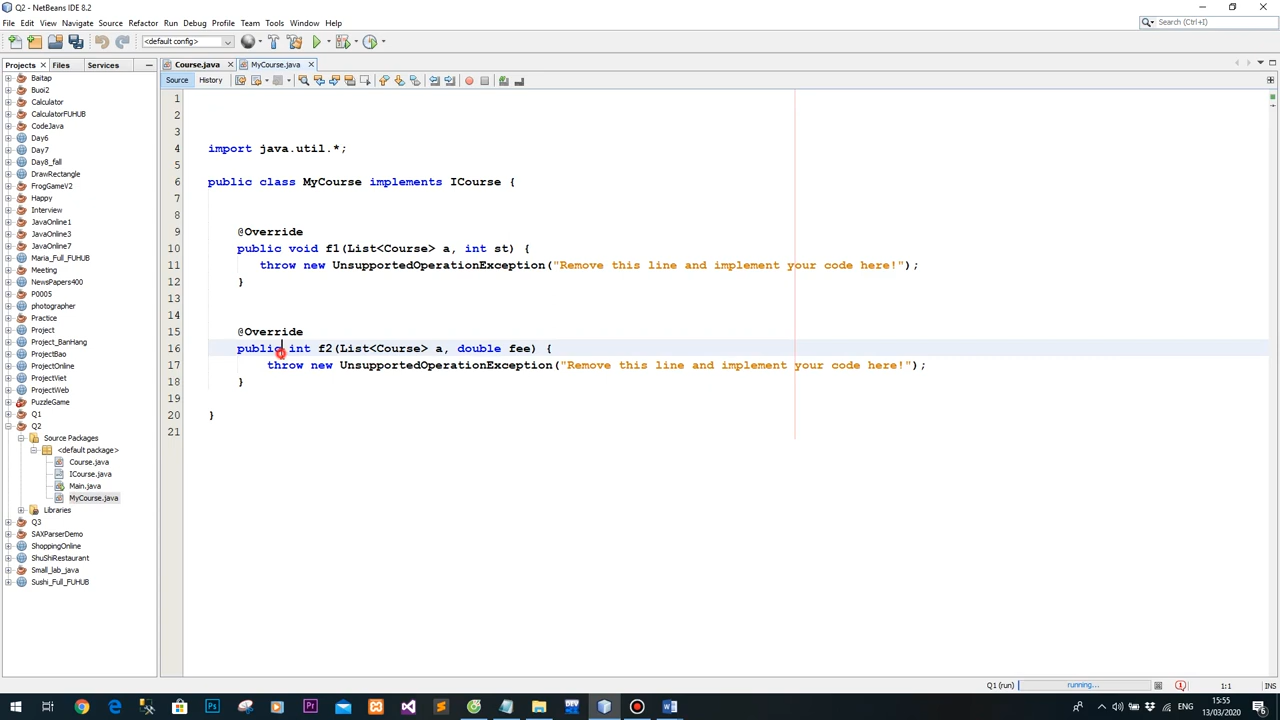 Q2 - NetBeans IDE 8.2
File Edit View Navigate Source Refactor Run Debug Profile Team Tools Window Help
Search (Ctrl+I)
<default config>
Projects Files Services
Course.java MyCourse.java
Source History
Baitap
Buoi2
Calculator
CalculatorFUHUB
CodeJava
Day6
Day7
Day8_fall
DrawRectangle
FrogGameV2
Happy
Interview
JavaOnline1
JavaOnline3
JavaOnline7
Maria_Full_FUHUB
Meeting
NewsPapers400
P0005
photographer
Practice
Project
Project_BanHang
ProjectBao
ProjectOnline
ProjectViet
ProjectWeb
PuzzleGame
Q1
Q2
Source Packages
<default package>
Course.java
ICourse.java
Main.java
MyCourse.java
Libraries
Q3
SAXParserDemo
ShoppingOnline
ShuShiRestaurant
Small_lab_java
Sushi_Full_FUHUB
1
2
3
4 import java.util.*;
5
6 public class MyCourse implements ICourse {
7
8
9 @Override
10 public void f1(List<Course> a, int st) {
11 throw new UnsupportedOperationException("Remove this line and implement your code here!");
12 }
13
14
15 @Override
16 public int f2(List<Course> a, double fee) {
17 throw new UnsupportedOperationException("Remove this line and implement your code here!");
18 }
19
20 }
21
Q1 (run) running... 1:1 INS
ENG 15:55
13/03/2020